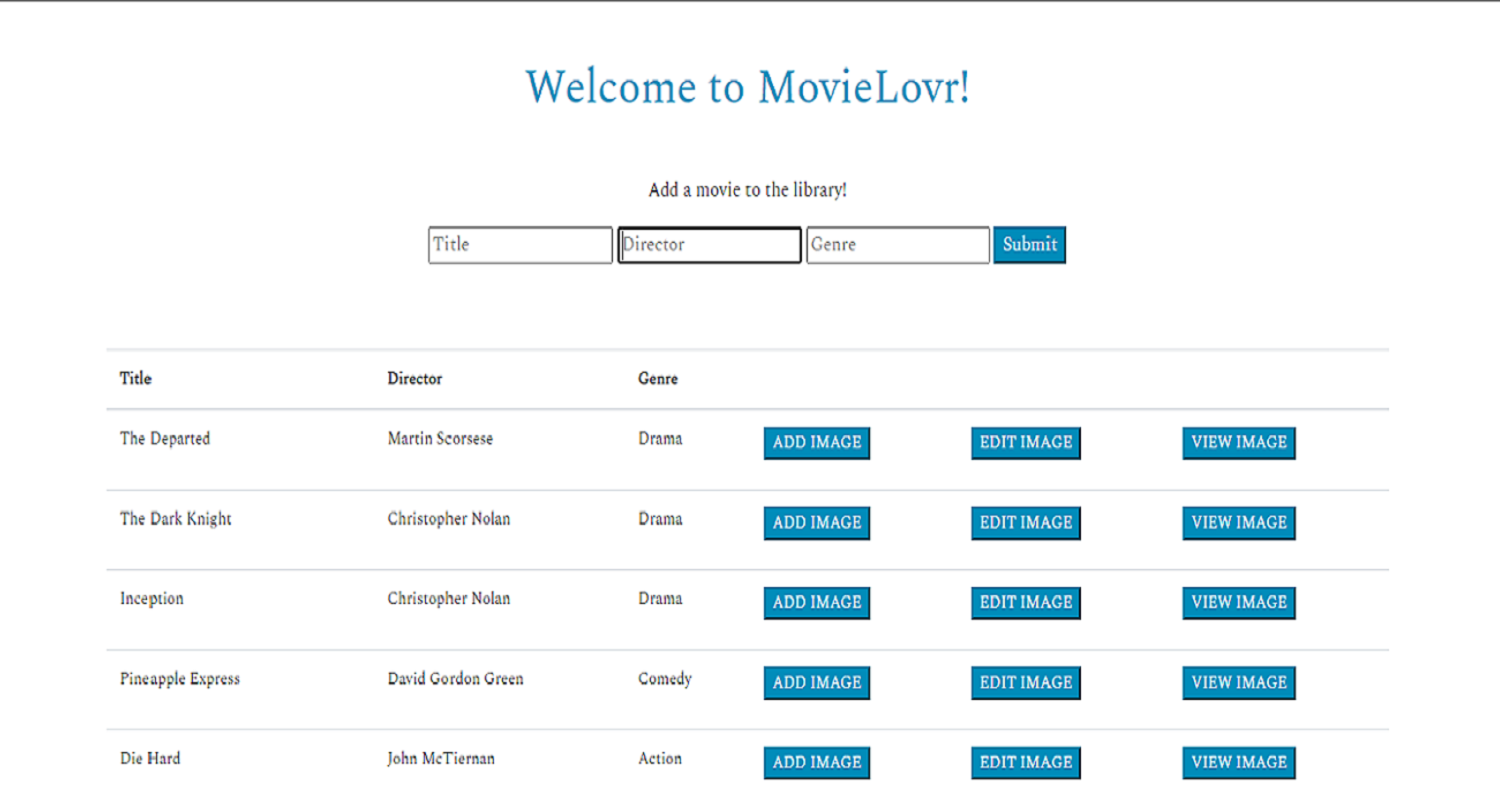 Welcome to MovieLovr!
Add a movie to the library!
Title Director Genre Submit
Title Director Genre
The Departed Martin Scorsese Drama ADD IMAGE EDIT IMAGE VIEW IMAGE
The Dark Knight Christopher Nolan Drama ADD IMAGE EDIT IMAGE VIEW IMAGE
Inception Christopher Nolan Drama ADD IMAGE EDIT IMAGE VIEW IMAGE
Pineapple Express David Gordon Green Comedy ADD IMAGE EDIT IMAGE VIEW IMAGE
Die Hard John McTiernan Action ADD IMAGE EDIT IMAGE VIEW IMAGE